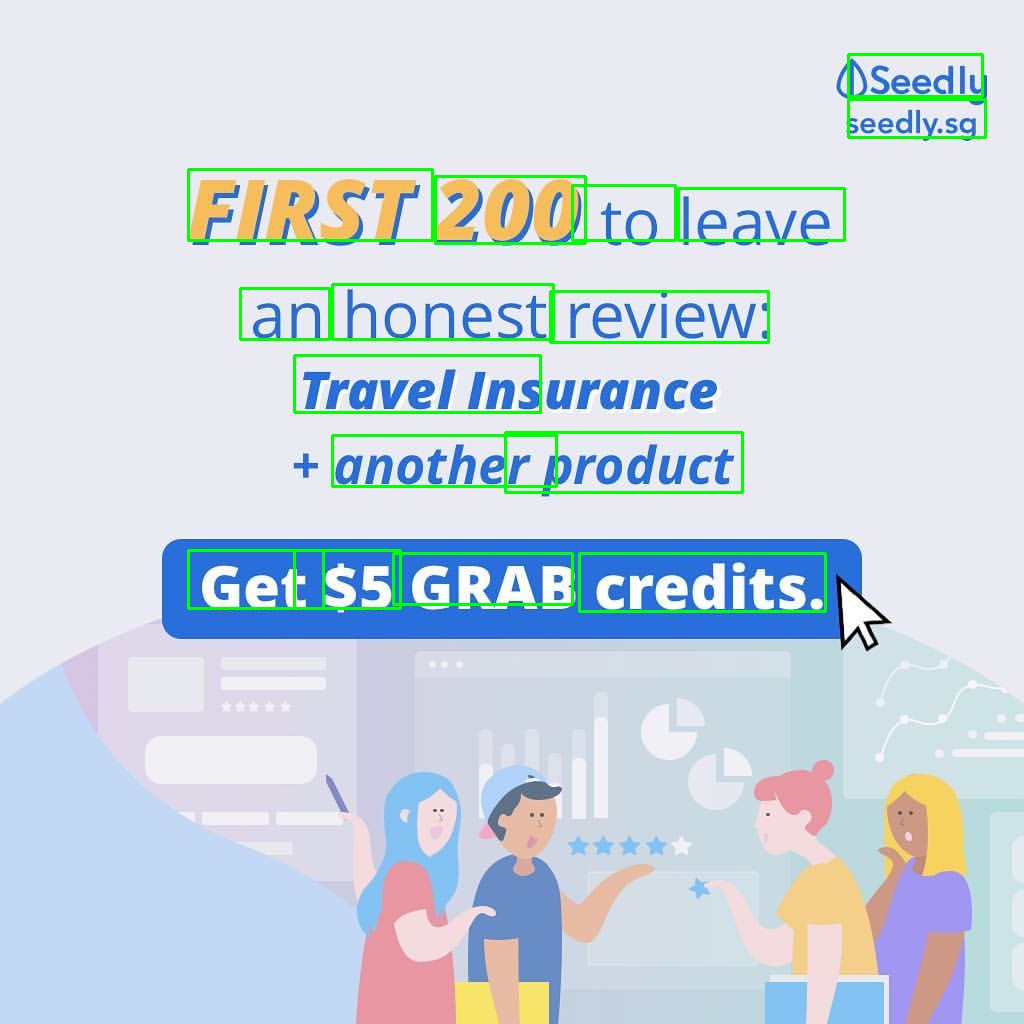 Seedly
seedly.sg
FIRST 200 to leave
an honest review:
Travel Insurance
+ another product
Get $5 GRAB credits.